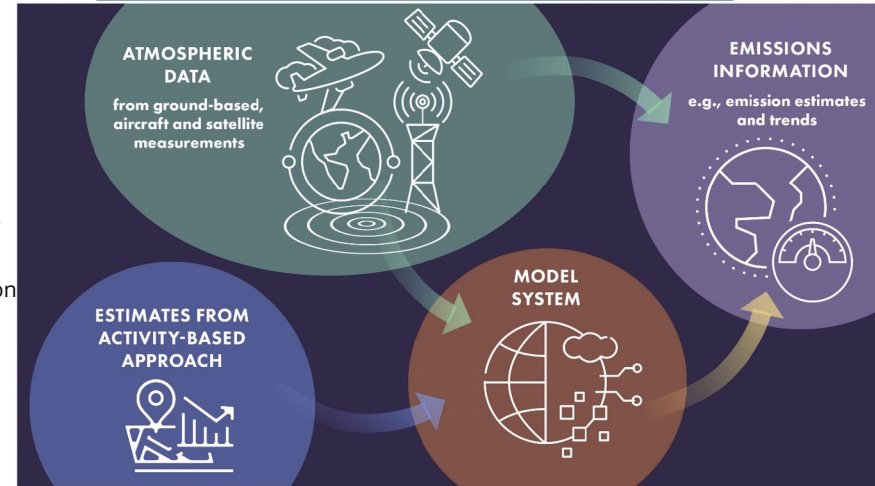 ATMOSPHERIC
DATA
from ground-based,
aircraft and satellite
measurements
EMISSIONS
INFORMATION
e.g., emission estimates
and trends
on
ESTIMATES FROM
ACTIVITY-BASED
APPROACH
MODEL
SYSTEM